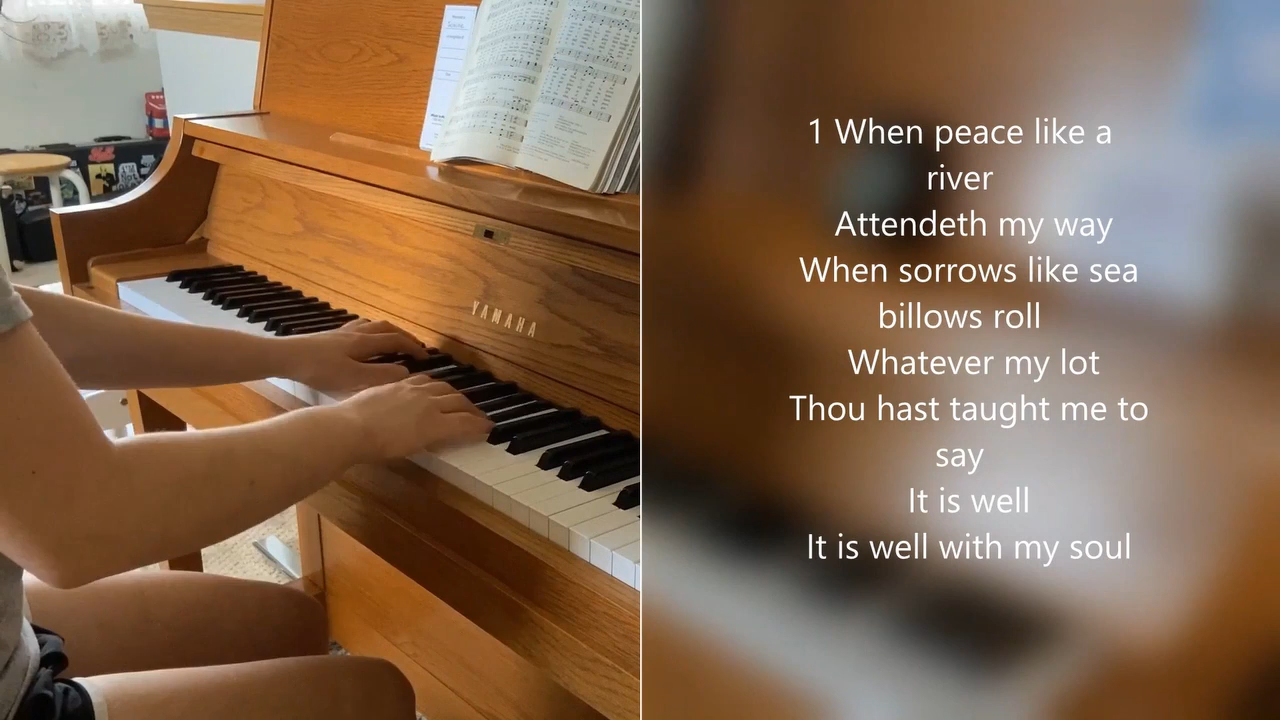 YAMAHA
1 When peace like a
river
Attendeth my way
When sorrows like sea
billows roll
Whatever my lot
Thou hast taught me to
say
It is well
It is well with my soul